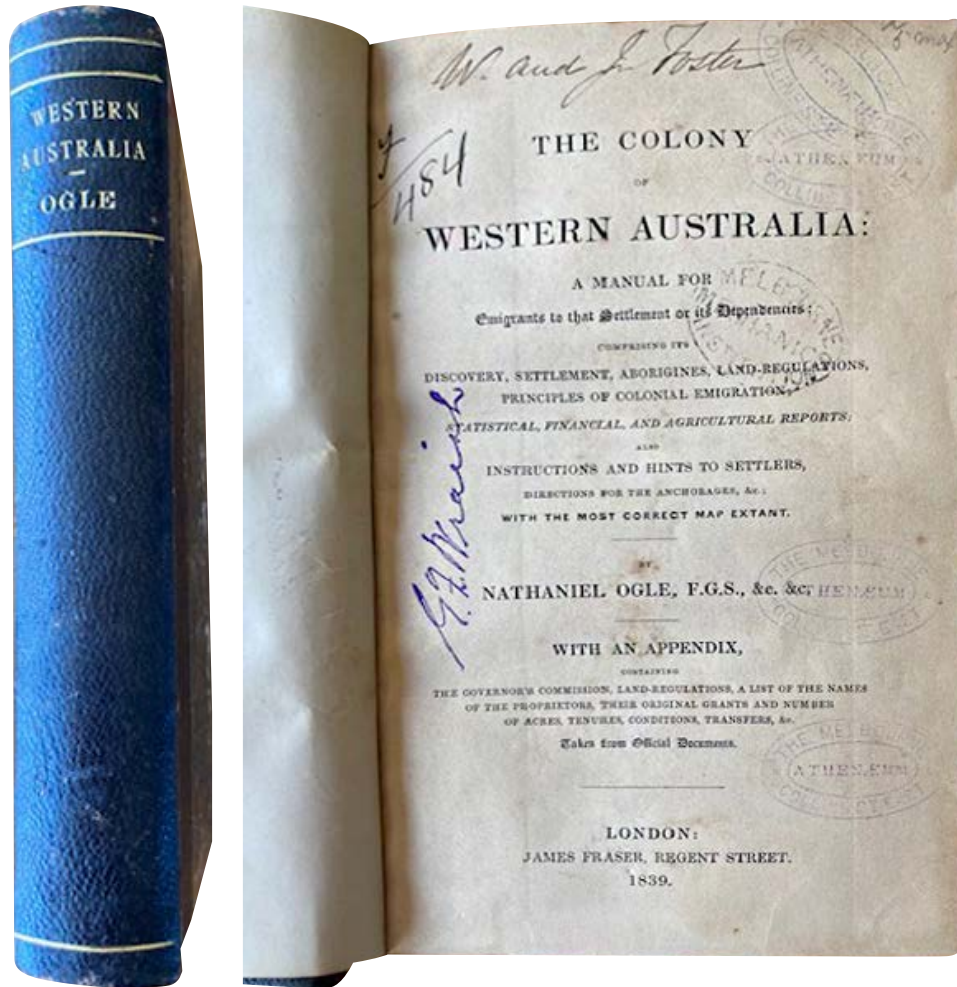 WESTERN
AUSTRALIA
OGLE
W. and J. Foster
484
THE COLONY
OF
WESTERN AUSTRALIA:
A MANUAL FOR
Emigrants to that Settlement or its Dependencies;
COMPRISING ITS
DISCOVERY, SETTLEMENT, ABORIGINES, LAND-REGULATIONS,
PRINCIPLES OF COLONIAL EMIGRATION,
STATISTICAL, FINANCIAL, AND AGRICULTURAL REPORTS;
ALSO
INSTRUCTIONS AND HINTS TO SETTLERS,
DIRECTIONS FOR THE ANCHORAGES, &c.;
WITH THE MOST CORRECT MAP EXTANT.
BY
NATHANIEL OGLE, F.G.S., &c. &c.
WITH AN APPENDIX,
CONTAINING
THE GOVERNOR'S COMMISSION, LAND-REGULATIONS, A LIST OF THE NAMES
OF THE PROPRIETORS, THEIR ORIGINAL GRANTS AND NUMBER
OF ACRES, TENURES, CONDITIONS, TRANSFERS, &c.
Taken from Official Documents.
LONDON:
JAMES FRASER, REGENT STREET.
1839.
ATHENÆUM
MELBOURNE
ATHENÆUM
THE MELBOURNE
ATHENÆUM